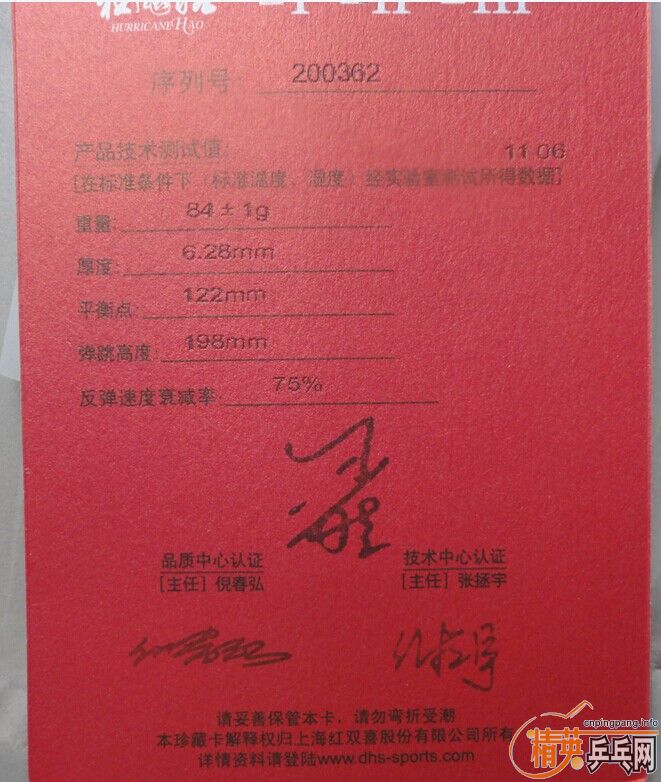 HURRICANE HAO
序列号: 200362
产品技术测试值: 11 06
[在标准条件下（标准温度、湿度）经实验室测试所得数据]
重量: 84±1g
厚度: 6.28mm
平衡点: 122mm
弹跳高度: 198mm
反弹速度衰减率: 75%
品质中心认证 技术中心认证
[主任] 倪春弘 [主任] 张拯宇
请妥善保管本卡，请勿弯折受潮
本珍藏卡解释权归上海红双喜股份有限公司所有
详情资料请登陆www.dhs-sports.com
cnpingpang.info
精英乒乓网